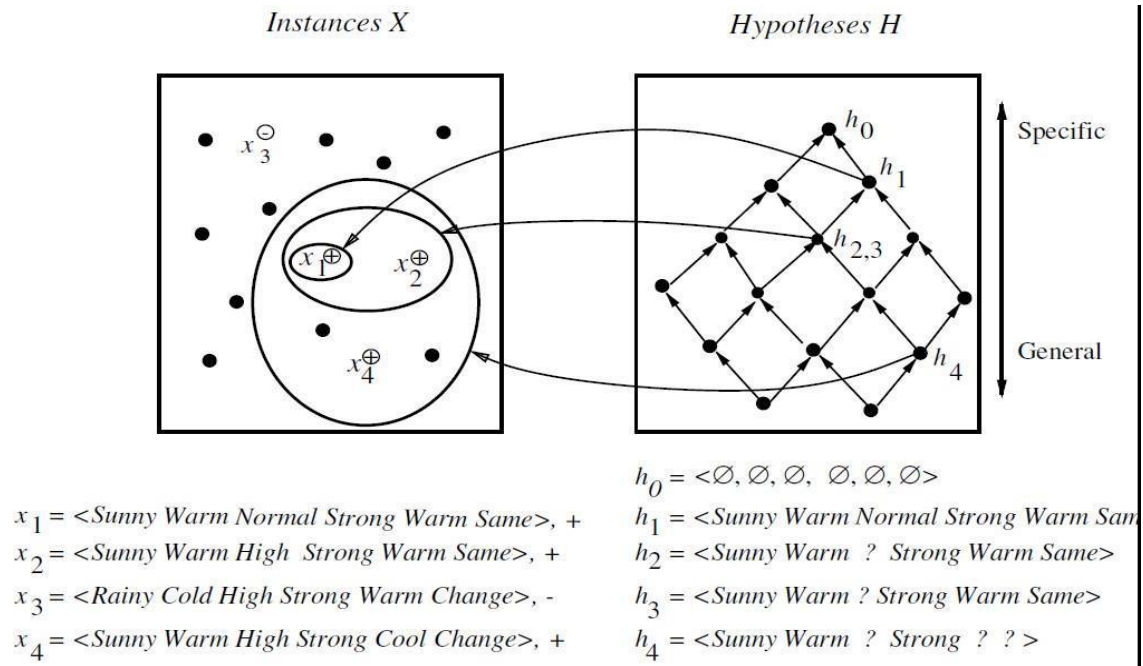 Instances X
Hypotheses H
x3 -
x1 +
x2 +
x4 +
h0
h1
h2,3
h4
Specific
General
x1 = <Sunny Warm Normal Strong Warm Same>, +
x2 = <Sunny Warm High Strong Warm Same>, +
x3 = <Rainy Cold High Strong Warm Change>, -
x4 = <Sunny Warm High Strong Cool Change>, +
h0 = <∅, ∅, ∅, ∅, ∅, ∅>
h1 = <Sunny Warm Normal Strong Warm Sam
h2 = <Sunny Warm ? Strong Warm Same>
h3 = <Sunny Warm ? Strong Warm Same>
h4 = <Sunny Warm ? Strong ? ? >